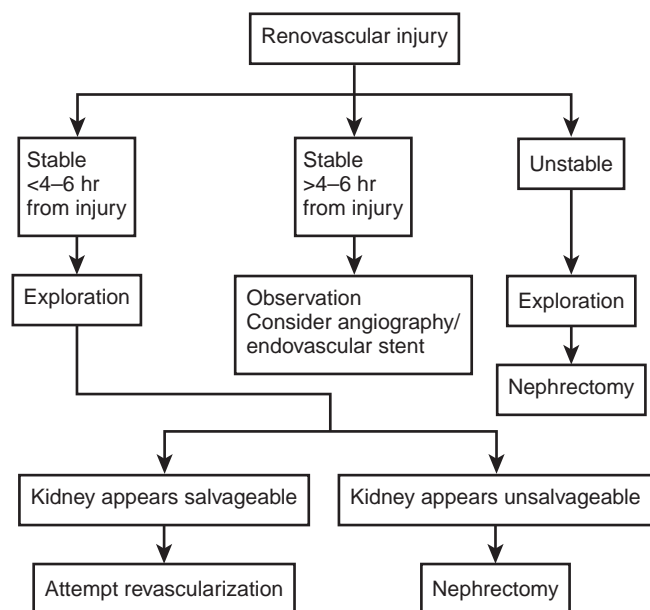 Renovascular injury
Stable
<4–6 hr
from injury
Stable
>4–6 hr
from injury
Unstable
Exploration
Observation
Consider angiography/
endovascular stent
Exploration
Nephrectomy
Kidney appears salvageable
Kidney appears unsalvageable
Attempt revascularization
Nephrectomy